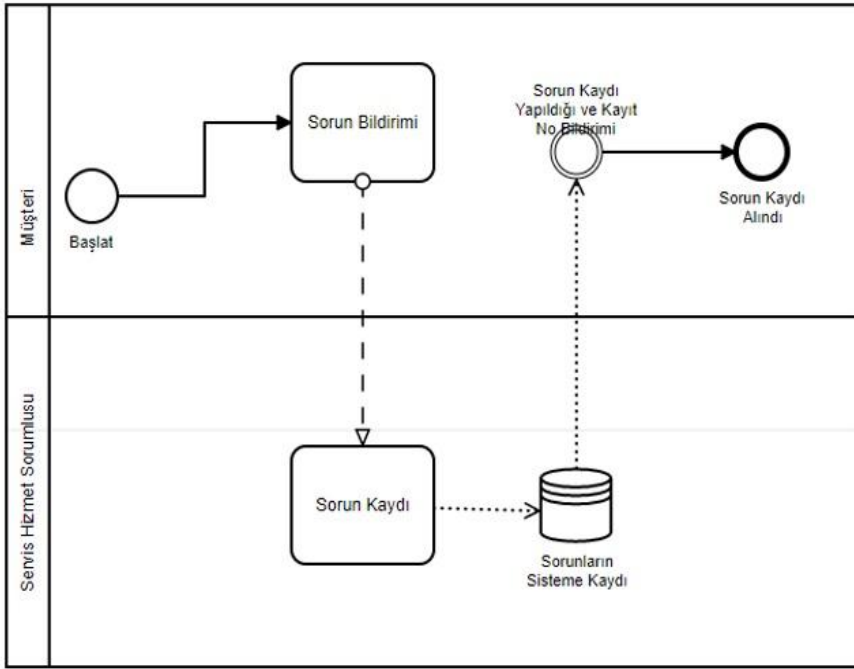 Müşteri
Başlat
Sorun Bildirimi
Sorun Kaydı
Yapıldığı ve Kayıt
No Bildirimi
Sorun Kaydı
Alındı
Servis Hizmet Sorumlusu
Sorun Kaydı
Sorunların
Sisteme Kaydı